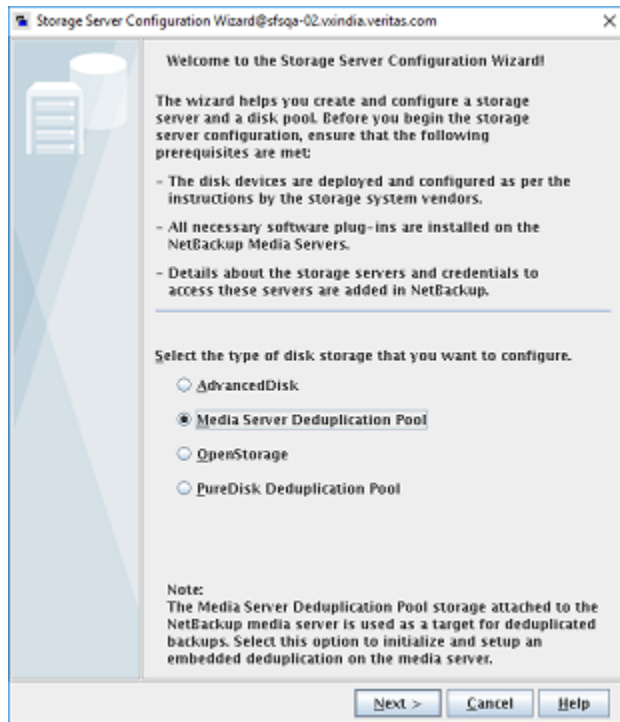 Storage Server Configuration Wizard@sfsqa-02.vxindia.veritas.com
Welcome to the Storage Server Configuration Wizard!
The wizard helps you create and configure a storage
server and a disk pool. Before you begin the storage
server configuration, ensure that the following
prerequisites are met:
- The disk devices are deployed and configured as per the
instructions by the storage system vendors.
- All necessary software plug-ins are installed on the
NetBackup Media Servers.
- Details about the storage servers and credentials to
access these servers are added in NetBackup.
Select the type of disk storage that you want to configure.
AdvancedDisk
Media Server Deduplication Pool
OpenStorage
PureDisk Deduplication Pool
Note:
The Media Server Deduplication Pool storage attached to the
NetBackup media server is used as a target for deduplicated
backups. Select this option to initialize and setup an
embedded deduplication on the media server.
Next >
Cancel
Help